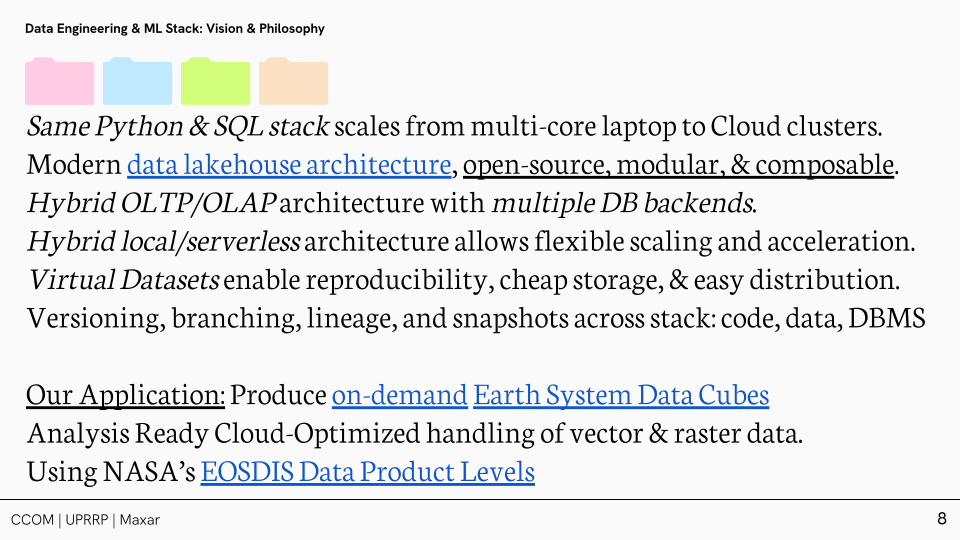 Data Engineering & ML Stack: Vision & Philosophy
Same Python & SQL stack scales from multi-core laptop to Cloud clusters.
Modern data lakehouse architecture, open-source, modular, & composable.
Hybrid OLTP/OLAP architecture with multiple DB backends.
Hybrid local/serverless architecture allows flexible scaling and acceleration.
Virtual Datasets enable reproducibility, cheap storage, & easy distribution.
Versioning, branching, lineage, and snapshots across stack: code, data, DBMS
Our Application: Produce on-demand Earth System Data Cubes
Analysis Ready Cloud-Optimized handling of vector & raster data.
Using NASA’s EOSDIS Data Product Levels
CCOM | UPRRP | Maxar
8